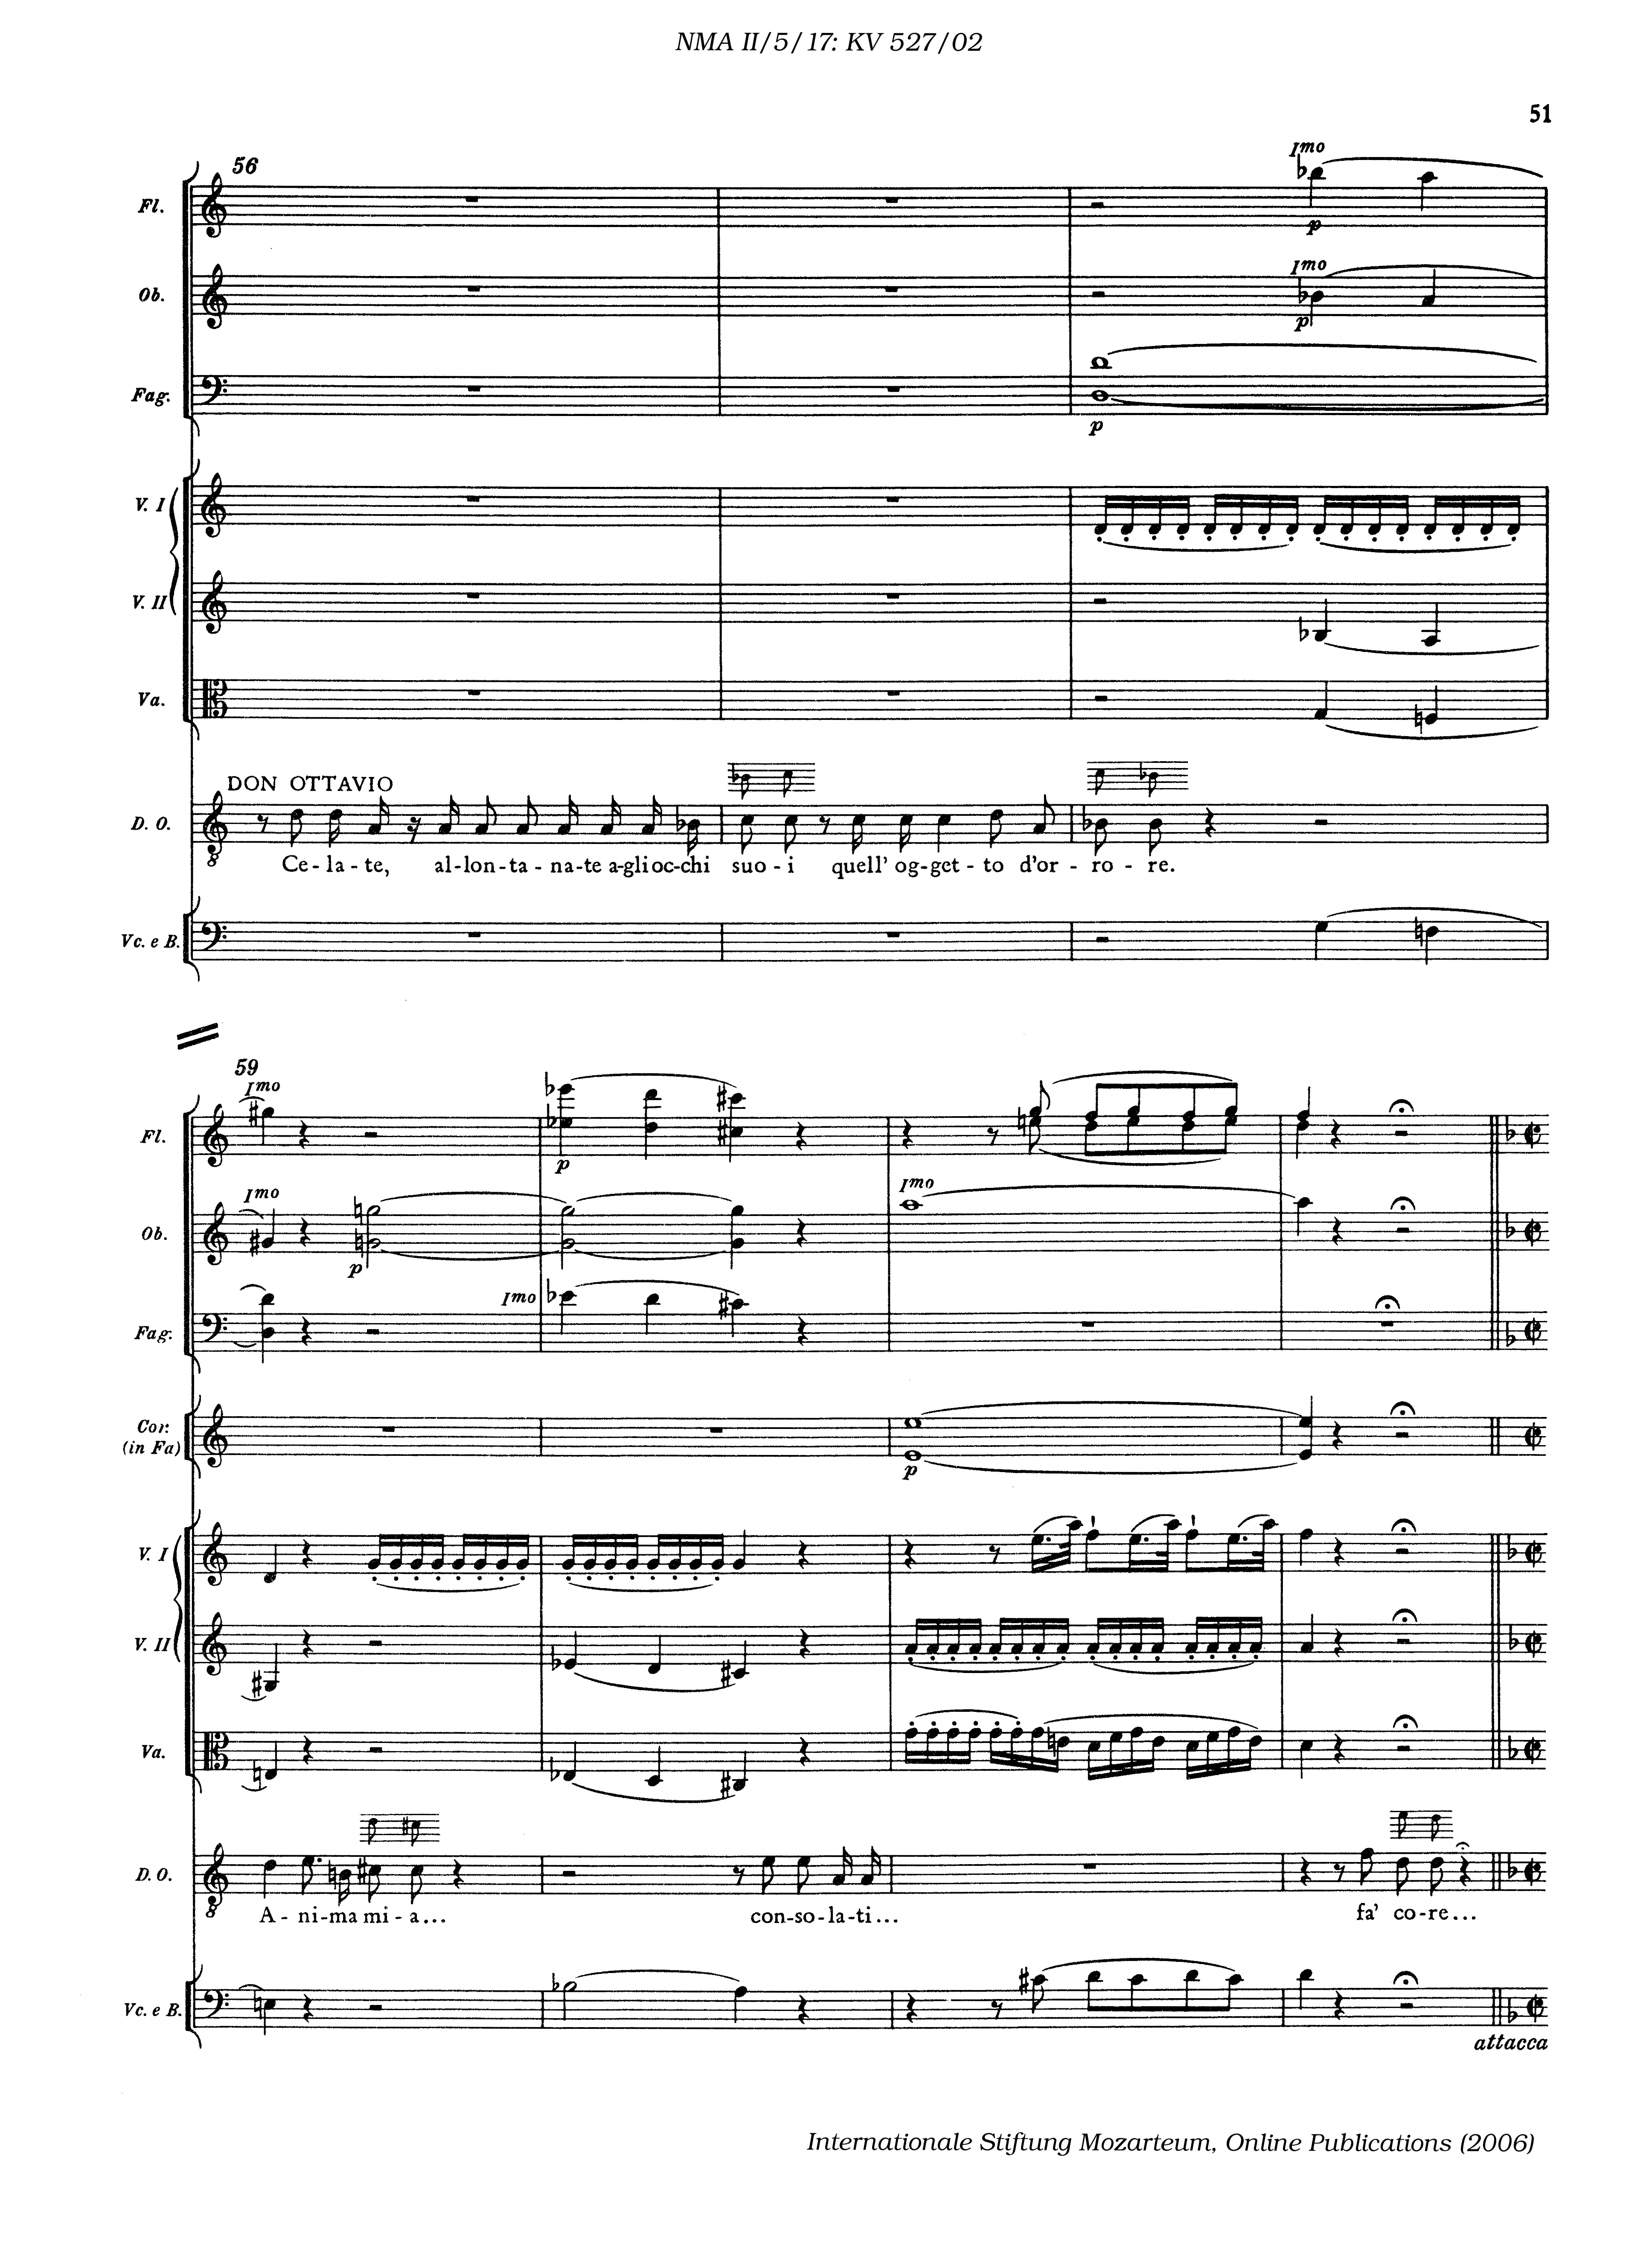 NMA II/5/17: KV 527/02
51
56
Imo
Fl.
p
Imo
Ob.
p
Fag.
p
V. I
V. II
Va.
DON OTTAVIO
D. O.
Ce - la - te, al - lon - ta - na - te a - gli oc - chi suo - i quell' og - get - to d'or - ro - re.
Vc. e B.
59
Imo
Fl.
p
Imo
Imo
Ob.
p
Imo
Fag.
Cor.
(in Fa)
p
V. I
V. II
Va.
D. O.
A - ni - ma mi - a... con - so - la - ti... fa' co - re...
Vc. e B.
attacca
Internationale Stiftung Mozarteum, Online Publications (2006)